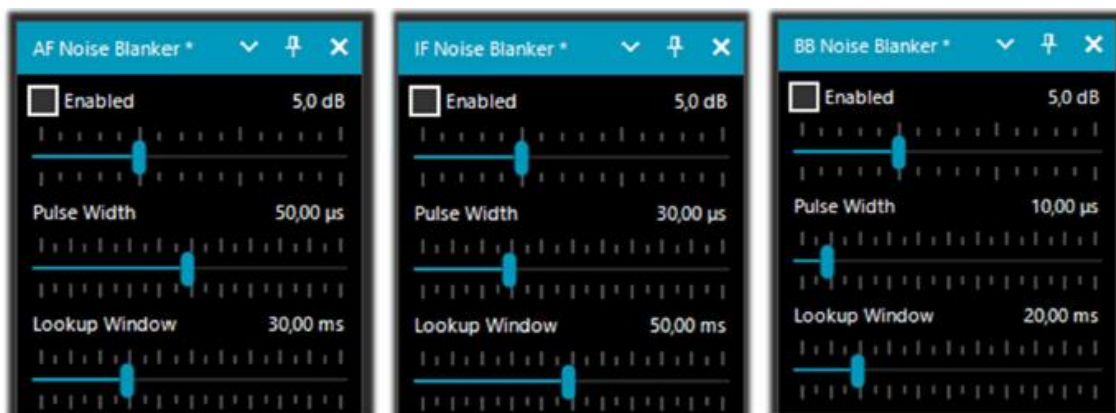 AF Noise Blanker *
Enabled 5,0 dB
Pulse Width 50,00 µs
Lookup Window 30,00 ms
IF Noise Blanker *
Enabled 5,0 dB
Pulse Width 30,00 µs
Lookup Window 50,00 ms
BB Noise Blanker *
Enabled 5,0 dB
Pulse Width 10,00 µs
Lookup Window 20,00 ms